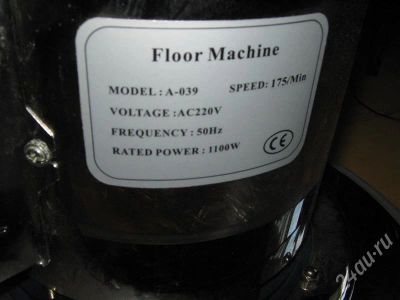 Floor Machine
MODEL : A-039 SPEED: 175/Min
VOLTAGE : AC220V
FREQUENCY : 50Hz
RATED POWER : 1100W
CE
24au.ru